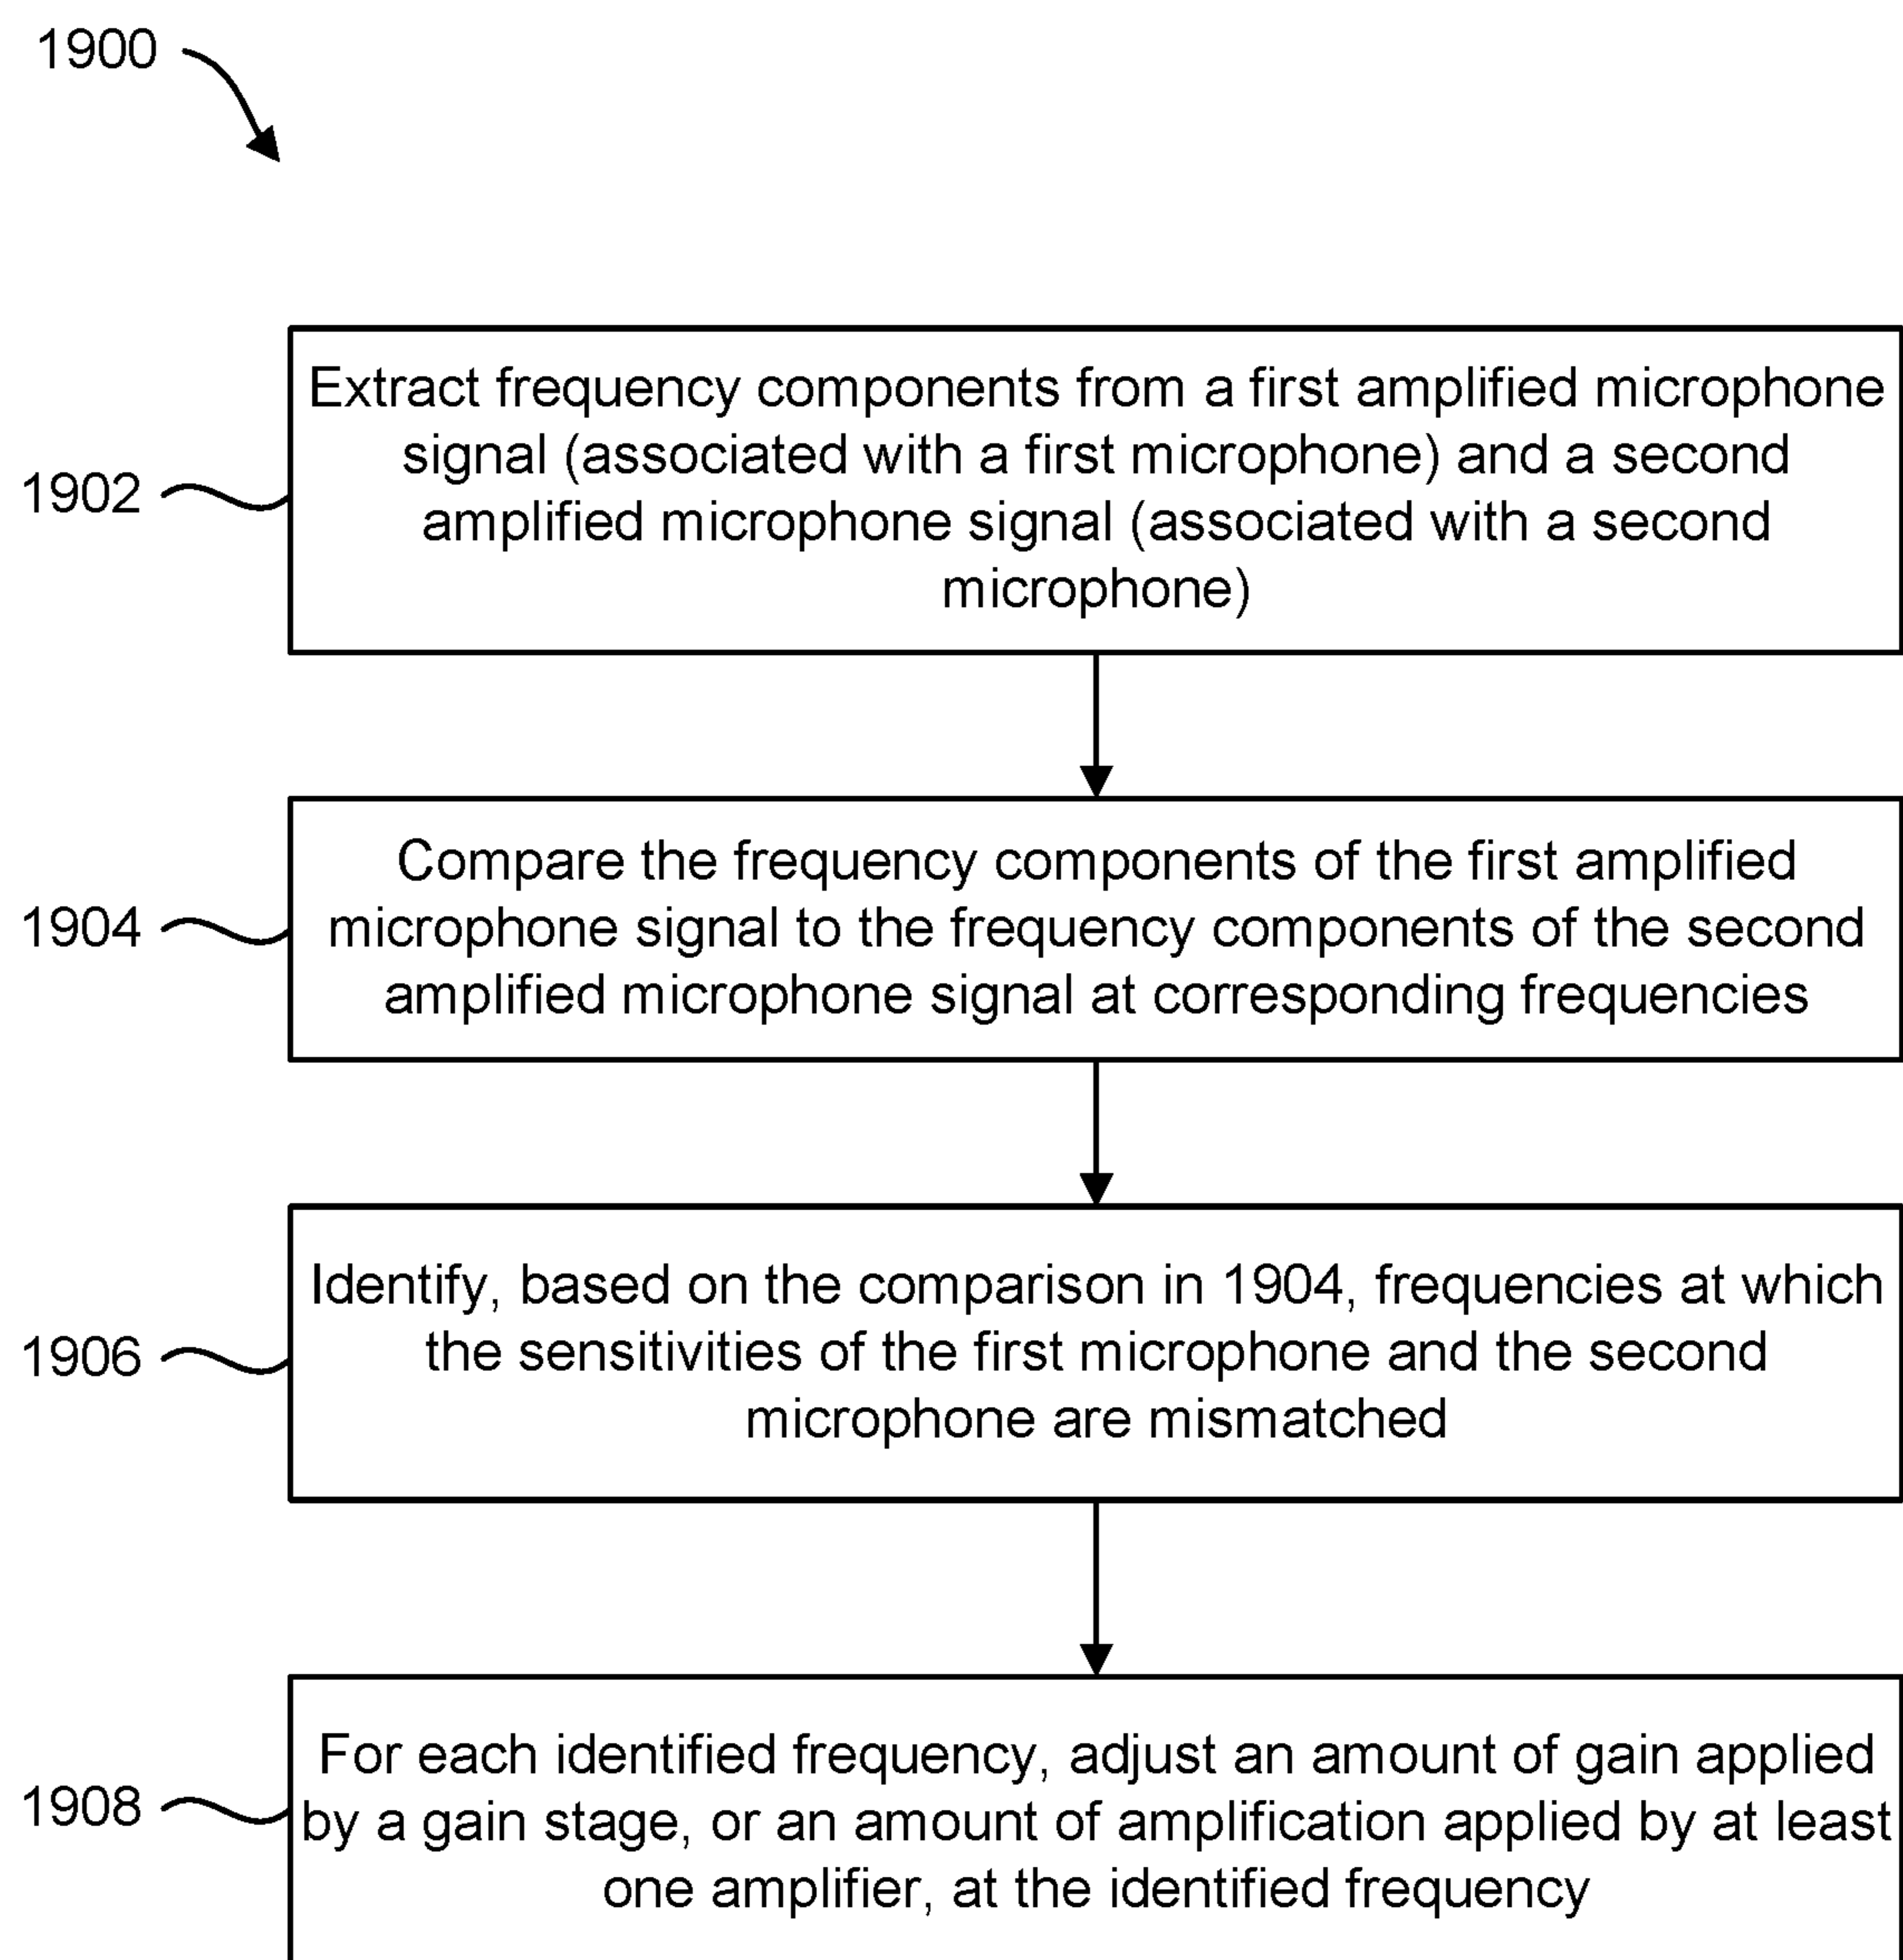 1900
1902
Extract frequency components from a first amplified microphone
signal (associated with a first microphone) and a second
amplified microphone signal (associated with a second
microphone)
1904
Compare the frequency components of the first amplified
microphone signal to the frequency components of the second
amplified microphone signal at corresponding frequencies
1906
Identify, based on the comparison in 1904, frequencies at which
the sensitivities of the first microphone and the second
microphone are mismatched
1908
For each identified frequency, adjust an amount of gain applied
by a gain stage, or an amount of amplification applied by at least
one amplifier, at the identified frequency